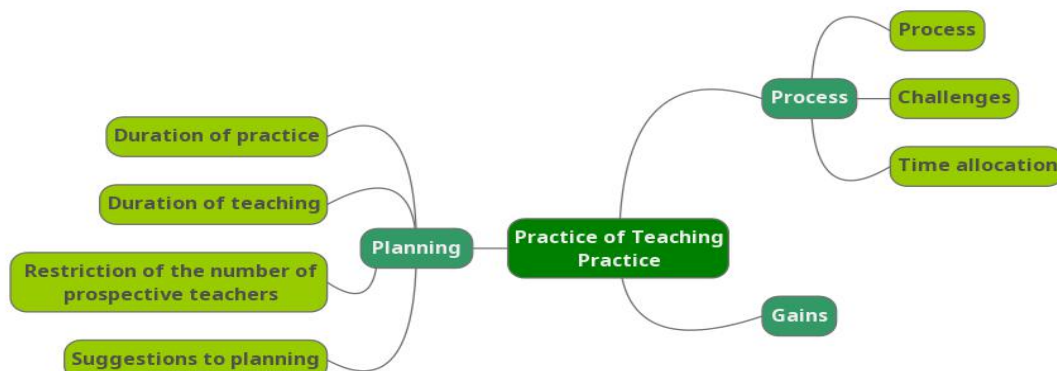 Process
Process
Challenges
Time allocation
Duration of practice
Duration of teaching
Planning
Restriction of the number of
prospective teachers
Suggestions to planning
Practice of Teaching
Practice
Gains